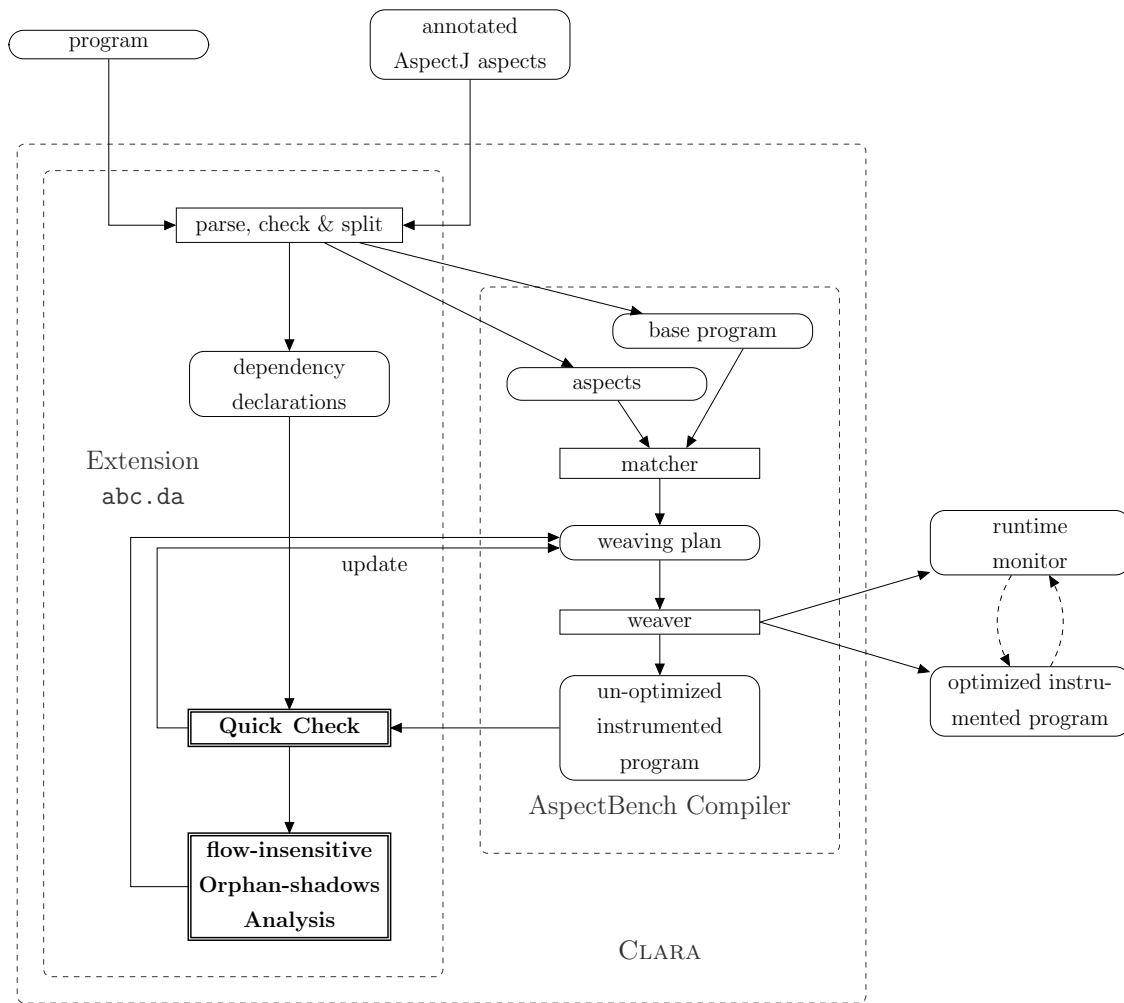 program
annotated
AspectJ aspects
parse, check & split
base program
dependency
declarations
aspects
Extension
abc.da
matcher
weaving plan
update
runtime
monitor
weaver
un-optimized
instrumented
program
optimized instru-
mented program
Quick Check
AspectBench Compiler
flow-insensitive
Orphan-shadows
Analysis
CLARA